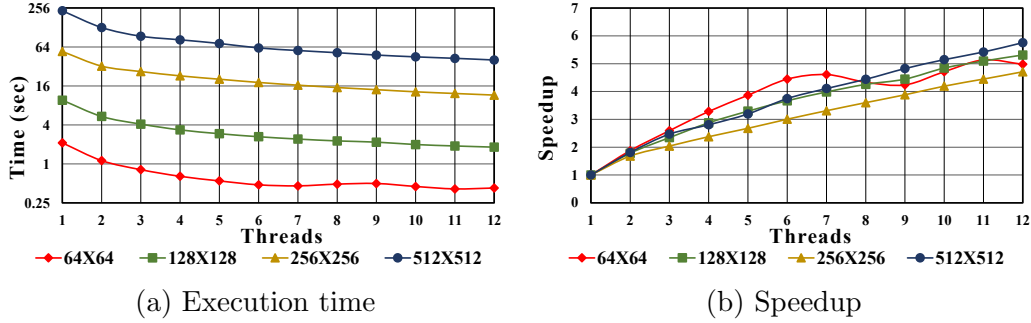 256
64
16
4
1
0.25
Time (sec)
1 2 3 4 5 6 7 8 9 10 11 12
Threads
64X64 128X128 256X256 512X512
(a) Execution time
7
6
5
4
3
2
1
0
Speedup
1 2 3 4 5 6 7 8 9 10 11 12
Threads
64X64 128X128 256X256 512X512
(b) Speedup